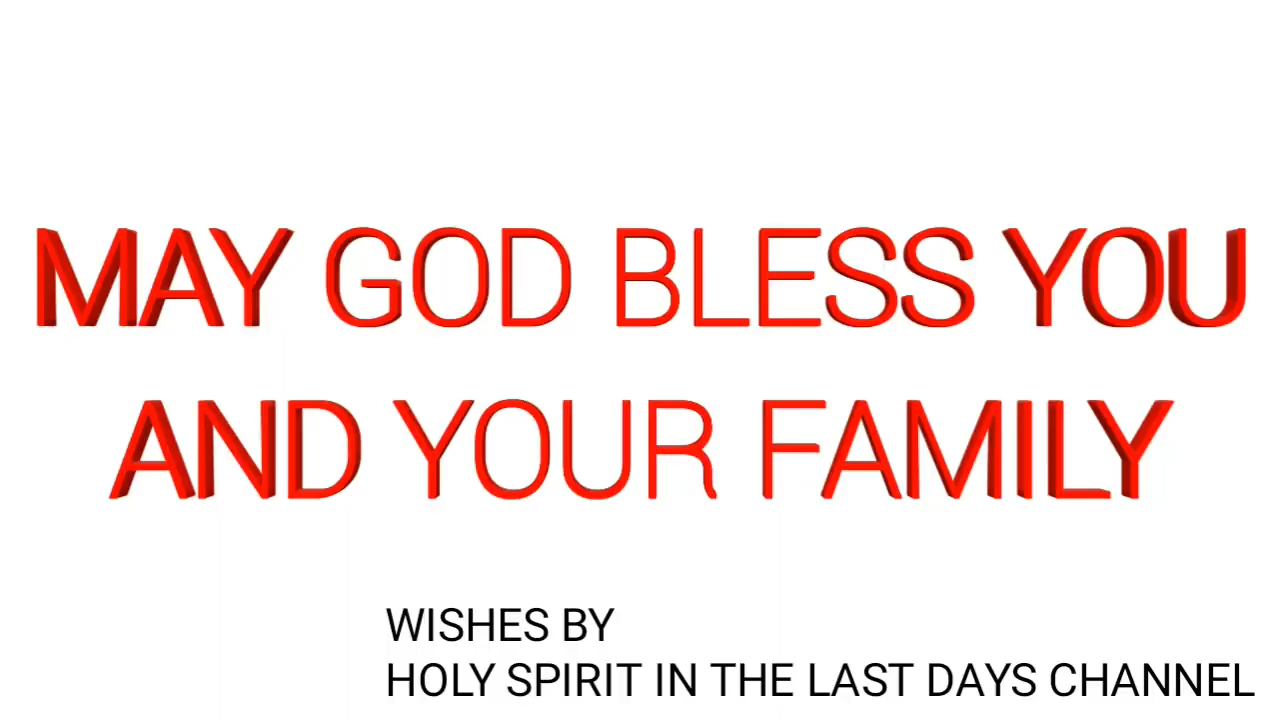 MAY GOD BLESS YOU
AND YOUR FAMILY
WISHES BY
HOLY SPIRIT IN THE LAST DAYS CHANNEL